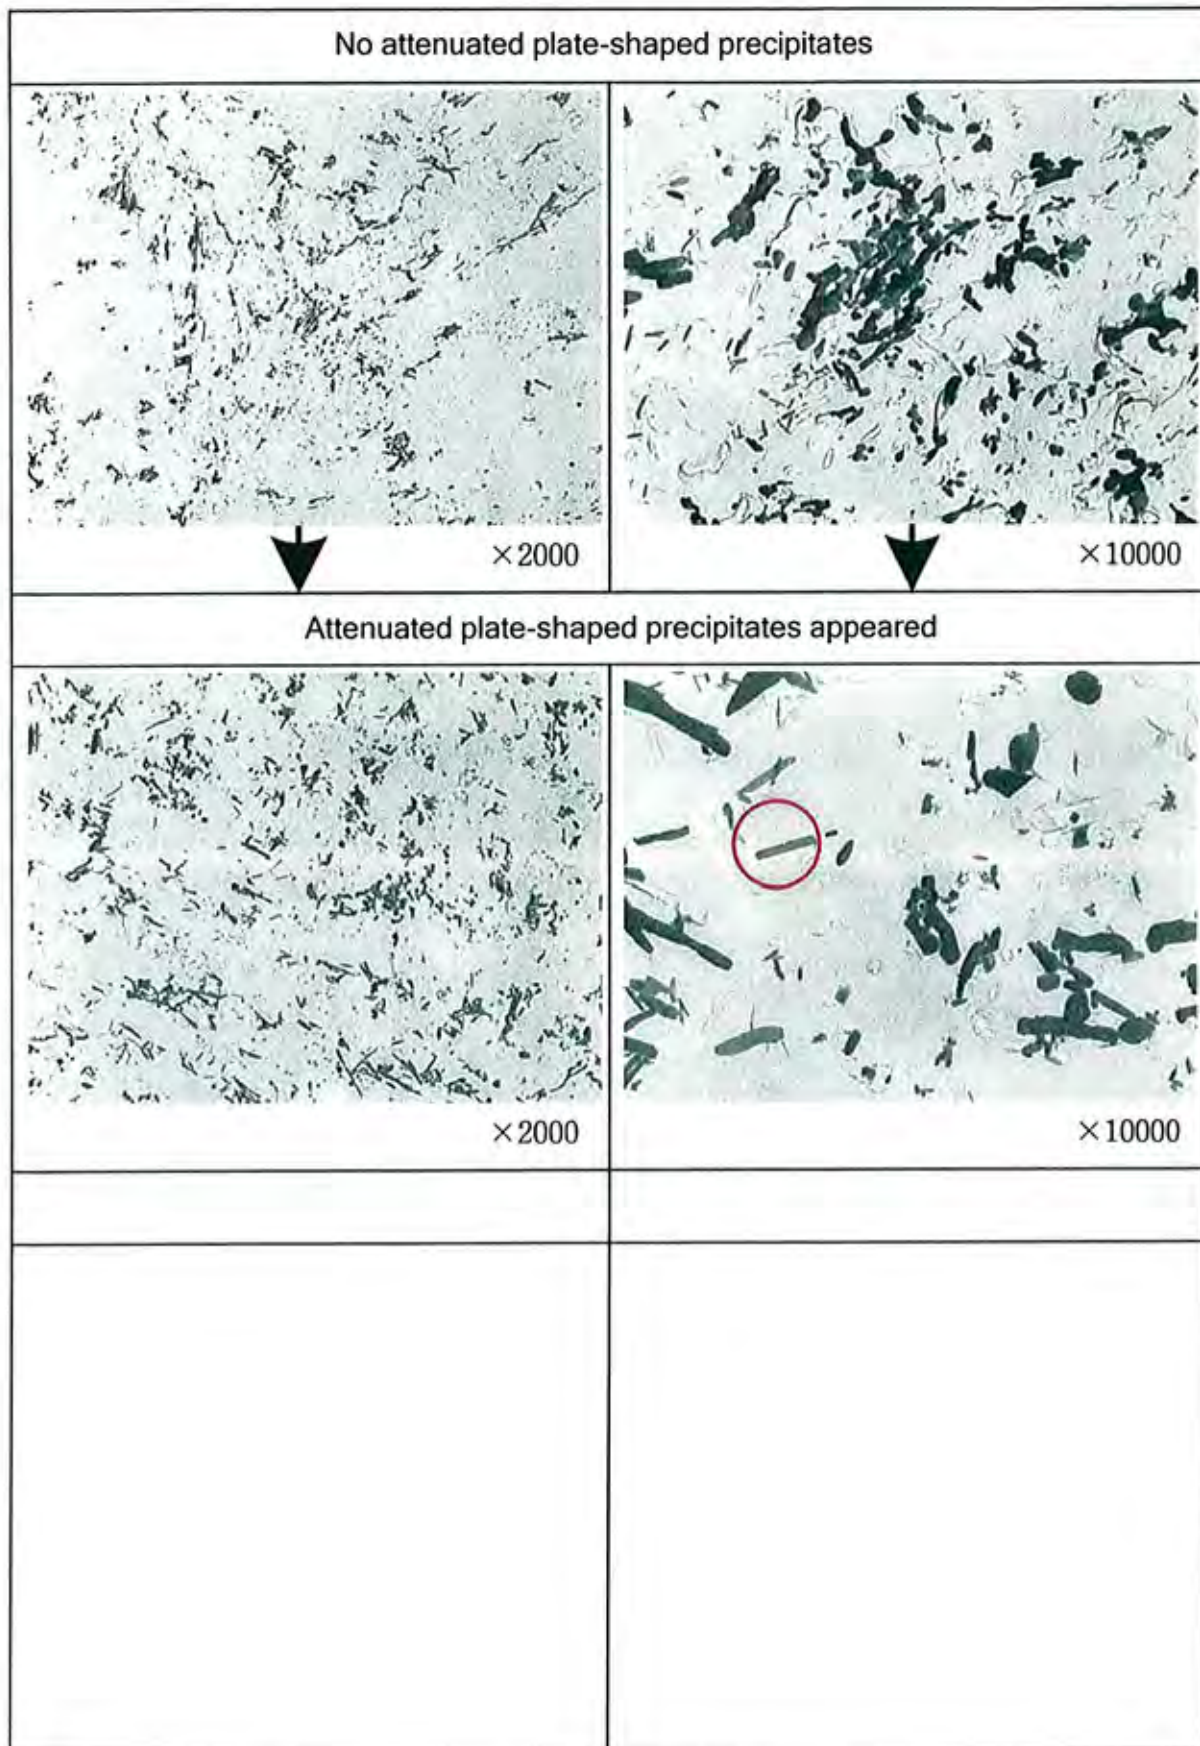 No attenuated plate-shaped precipitates
×2000
×10000
Attenuated plate-shaped precipitates appeared
×2000
×10000